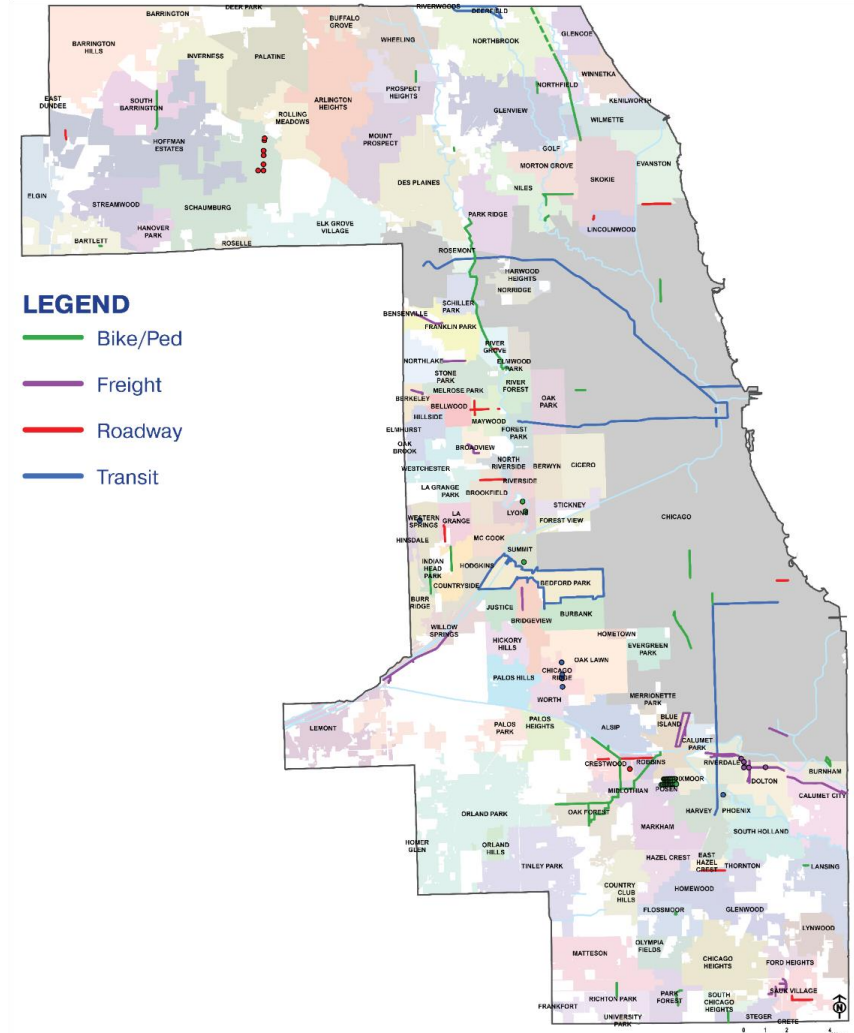 DEER PARK
BARRINGTON
RIVERWOODS
DEERFIELD
BUFFALO
GROVE
BARRINGTON
HILLS
INVERNESS
PALATINE
WHEELING
NORTHBROOK
GLENCOE
WINNETKA
EAST
DUNDEE
SOUTH
BARRINGTON
ROLLING
MEADOWS
ARLINGTON
HEIGHTS
PROSPECT
HEIGHTS
NORTHFIELD
KENILWORTH
GLENVIEW
WILMETTE
HOFFMAN
ESTATES
MOUNT
PROSPECT
GOLF
MORTON GROVE
EVANSTON
ELGIN
STREAMWOOD
SCHAUMBURG
DES PLAINES
NILES
SKOKIE
HANOVER
PARK
BARTLETT
ROSELLE
ELK GROVE
VILLAGE
PARK RIDGE
LINCOLNWOOD
ROSEMONT
HARWOOD
HEIGHTS
NORRIDGE
LEGEND
Bike/Ped
Freight
Roadway
Transit
SCHILLER
PARK
BENSENVILLE
FRANKLIN PARK
RIVER
GROVE
NORTHLAKE
ELMWOOD
PARK
STONE
PARK
RIVER
FOREST
MELROSE PARK
BERKELEY
BELLWOOD
OAK
PARK
HILLSIDE
MAYWOOD
ELMHURST
FOREST
PARK
OAK
BROOK
BROADVIEW
WESTCHESTER
NORTH
RIVERSIDE
BERWYN
CICERO
RIVERSIDE
LA GRANGE
PARK
BROOKFIELD
STICKNEY
LYONS
FOREST VIEW
CHICAGO
WESTERN
SPRINGS
LA
GRANGE
HINSDALE
MC COOK
SUMMIT
INDIAN
HEAD
PARK
HODGKINS
COUNTRYSIDE
BEDFORD PARK
BURR
RIDGE
JUSTICE
BRIDGEVIEW
BURBANK
WILLOW
SPRINGS
HICKORY
HILLS
HOMETOWN
EVERGREEN
PARK
OAK LAWN
CHICAGO
RIDGE
PALOS HILLS
WORTH
MERRIONETTE
PARK
LEMONT
PALOS
PARK
PALOS
HEIGHTS
ALSIP
BLUE
ISLAND
CALUMET
PARK
CRESTWOOD
ROBBINS
RIVERDALE
DOLTON
BURNHAM
CALUMET CITY
MIDLOTHIAN
POSEN
HARVEY
PHOENIX
ORLAND PARK
OAK FOREST
MARKHAM
SOUTH HOLLAND
HOMER
GLEN
ORLAND
HILLS
TINLEY PARK
HAZEL CREST
EAST
HAZEL
CREST
THORNTON
LANSING
COUNTRY
CLUB
HILLS
HOMEWOOD
FLOSSMOOR
GLENWOOD
LYNWOOD
MATTESON
OLYMPIA
FIELDS
CHICAGO
HEIGHTS
FORD HEIGHTS
SAUK VILLAGE
FRANKFORT
RICHTON PARK
PARK
FOREST
SOUTH
CHICAGO
HEIGHTS
UNIVERSITY
PARK
STEGER
CRETE
N
0 1 2 4